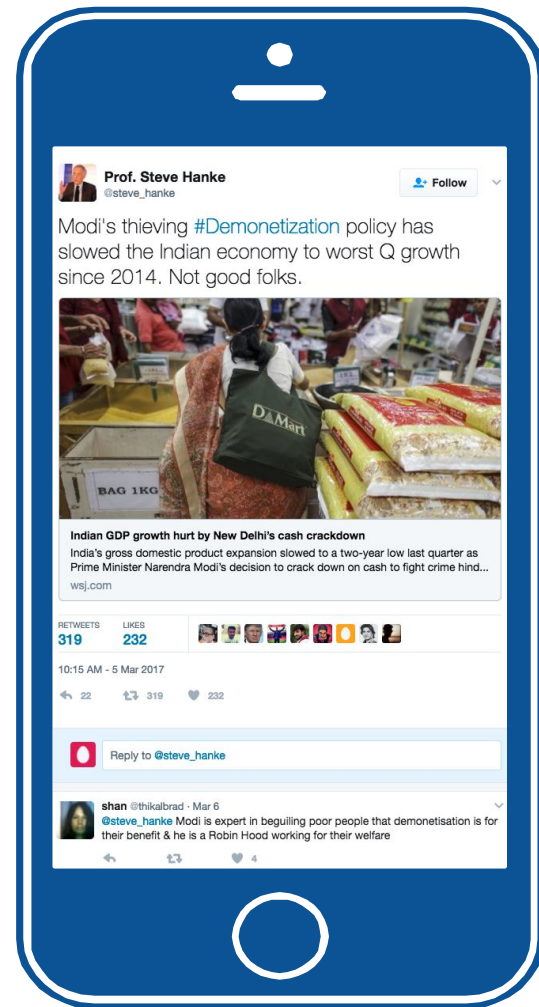 Prof. Steve Hanke
@steve_hanke
Follow
Modi's thieving #Demonetization policy has
slowed the Indian economy to worst Q growth
since 2014. Not good folks.
D MArt
BAG 1KG
Indian GDP growth hurt by New Delhi's cash crackdown
India's gross domestic product expansion slowed to a two-year low last quarter as
Prime Minister Narendra Modi's decision to crack down on cash to fight crime hind...
wsj.com
RETWEETS LIKES
319 232
10:15 AM - 5 Mar 2017
22 319 232
Reply to @steve_hanke
shan @thikalbrad · Mar 6
@steve_hanke Modi is expert in beguiling poor people that demonetisation is for
their benefit & he is a Robin Hood working for their welfare
4